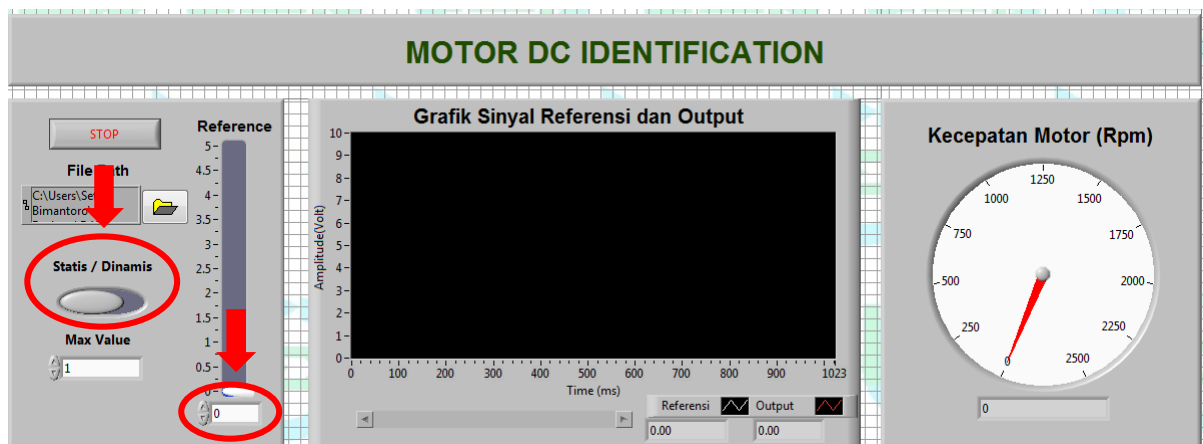 MOTOR DC IDENTIFICATION
STOP
File Path
C:\Users\Se
Bimantoro
Statis / Dinamis
Max Value
1
Reference
5
4.5
4
3.5
3
2.5
2
1.5
1
0.5
0
0
Grafik Sinyal Referensi dan Output
Amplitude(Volt)
10
9
8
7
6
5
4
3
2
1
0
0 100 200 300 400 500 600 700 800 900 1023
Time (ms)
Referensi Output
0.00 0.00
Kecepatan Motor (Rpm)
0
250
500
750
1000
1250
1500
1750
2000
2250
2500
0